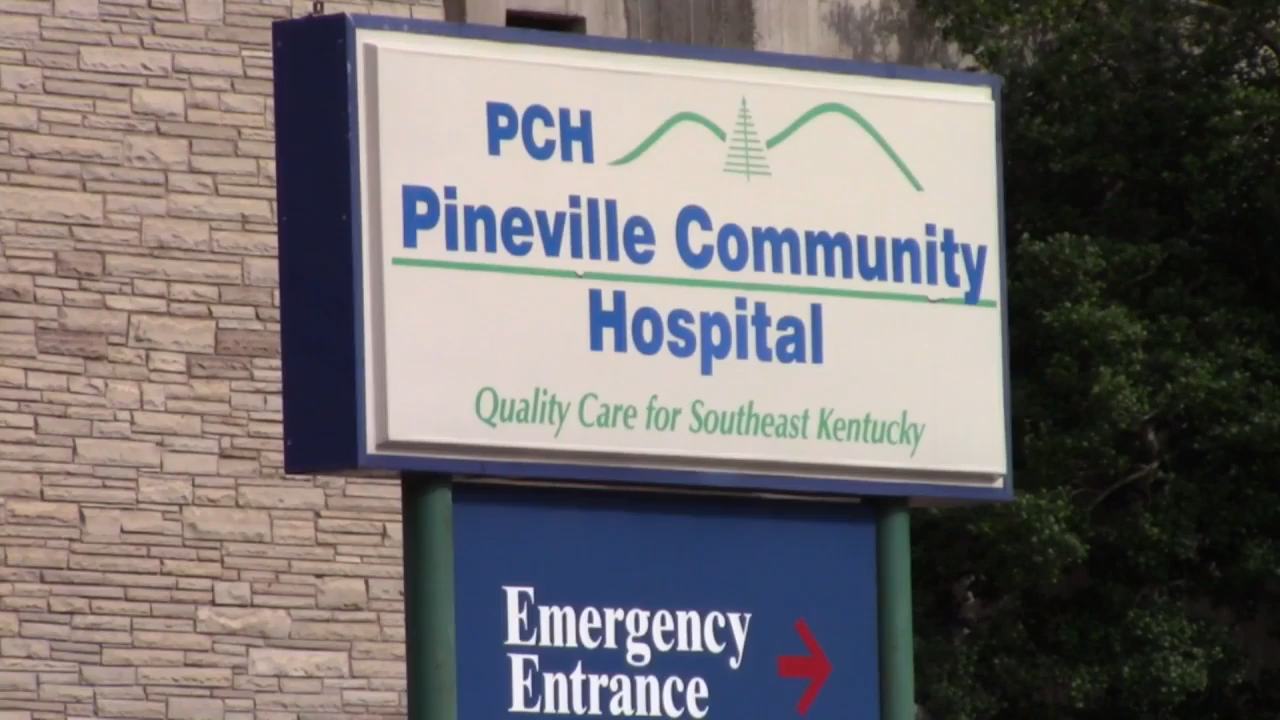 PCH
Pineville Community
Hospital
Quality Care for Southeast Kentucky
Emergency
Entrance